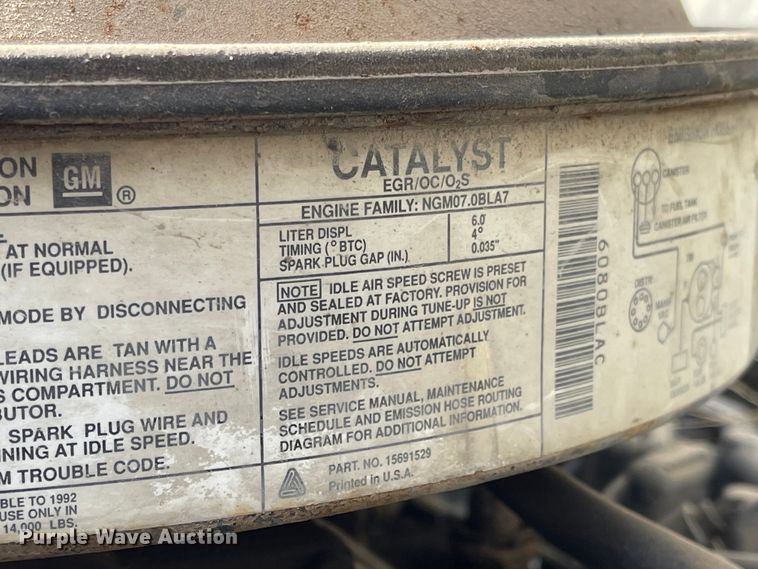 ON
ON
GM ®
AT NORMAL
(IF EQUIPPED).
MODE BY DISCONNECTING
LEADS ARE TAN WITH A
WIRING HARNESS NEAR THE
S COMPARTMENT. DO NOT
BUTOR.
SPARK PLUG WIRE AND
NING AT IDLE SPEED.
M TROUBLE CODE.
BLE TO 1992
USE ONLY IN
14,000 LBS.
CATALYST
EGR/OC/O₂S
ENGINE FAMILY: NGM07.0BLA7
LITER DISPL 6.0
TIMING (°BTC) 4°
SPARK PLUG GAP (IN.) 0.035"
NOTE IDLE AIR SPEED SCREW IS PRESET
AND SEALED AT FACTORY. PROVISION FOR
ADJUSTMENT DURING TUNE-UP IS NOT
PROVIDED. DO NOT ATTEMPT ADJUSTMENT.
IDLE SPEEDS ARE AUTOMATICALLY
CONTROLLED. DO NOT ATTEMPT
ADJUSTMENTS.
SEE SERVICE MANUAL, MAINTENANCE
SCHEDULE AND EMISSION HOSE ROUTING
DIAGRAM FOR ADDITIONAL INFORMATION.
PART. NO. 15691529
Printed in U.S.A.
6080BLAC
CANISTER
TO FUEL TANK
CANISTER AIR FILTER
DISTR
Purple Wave Auction